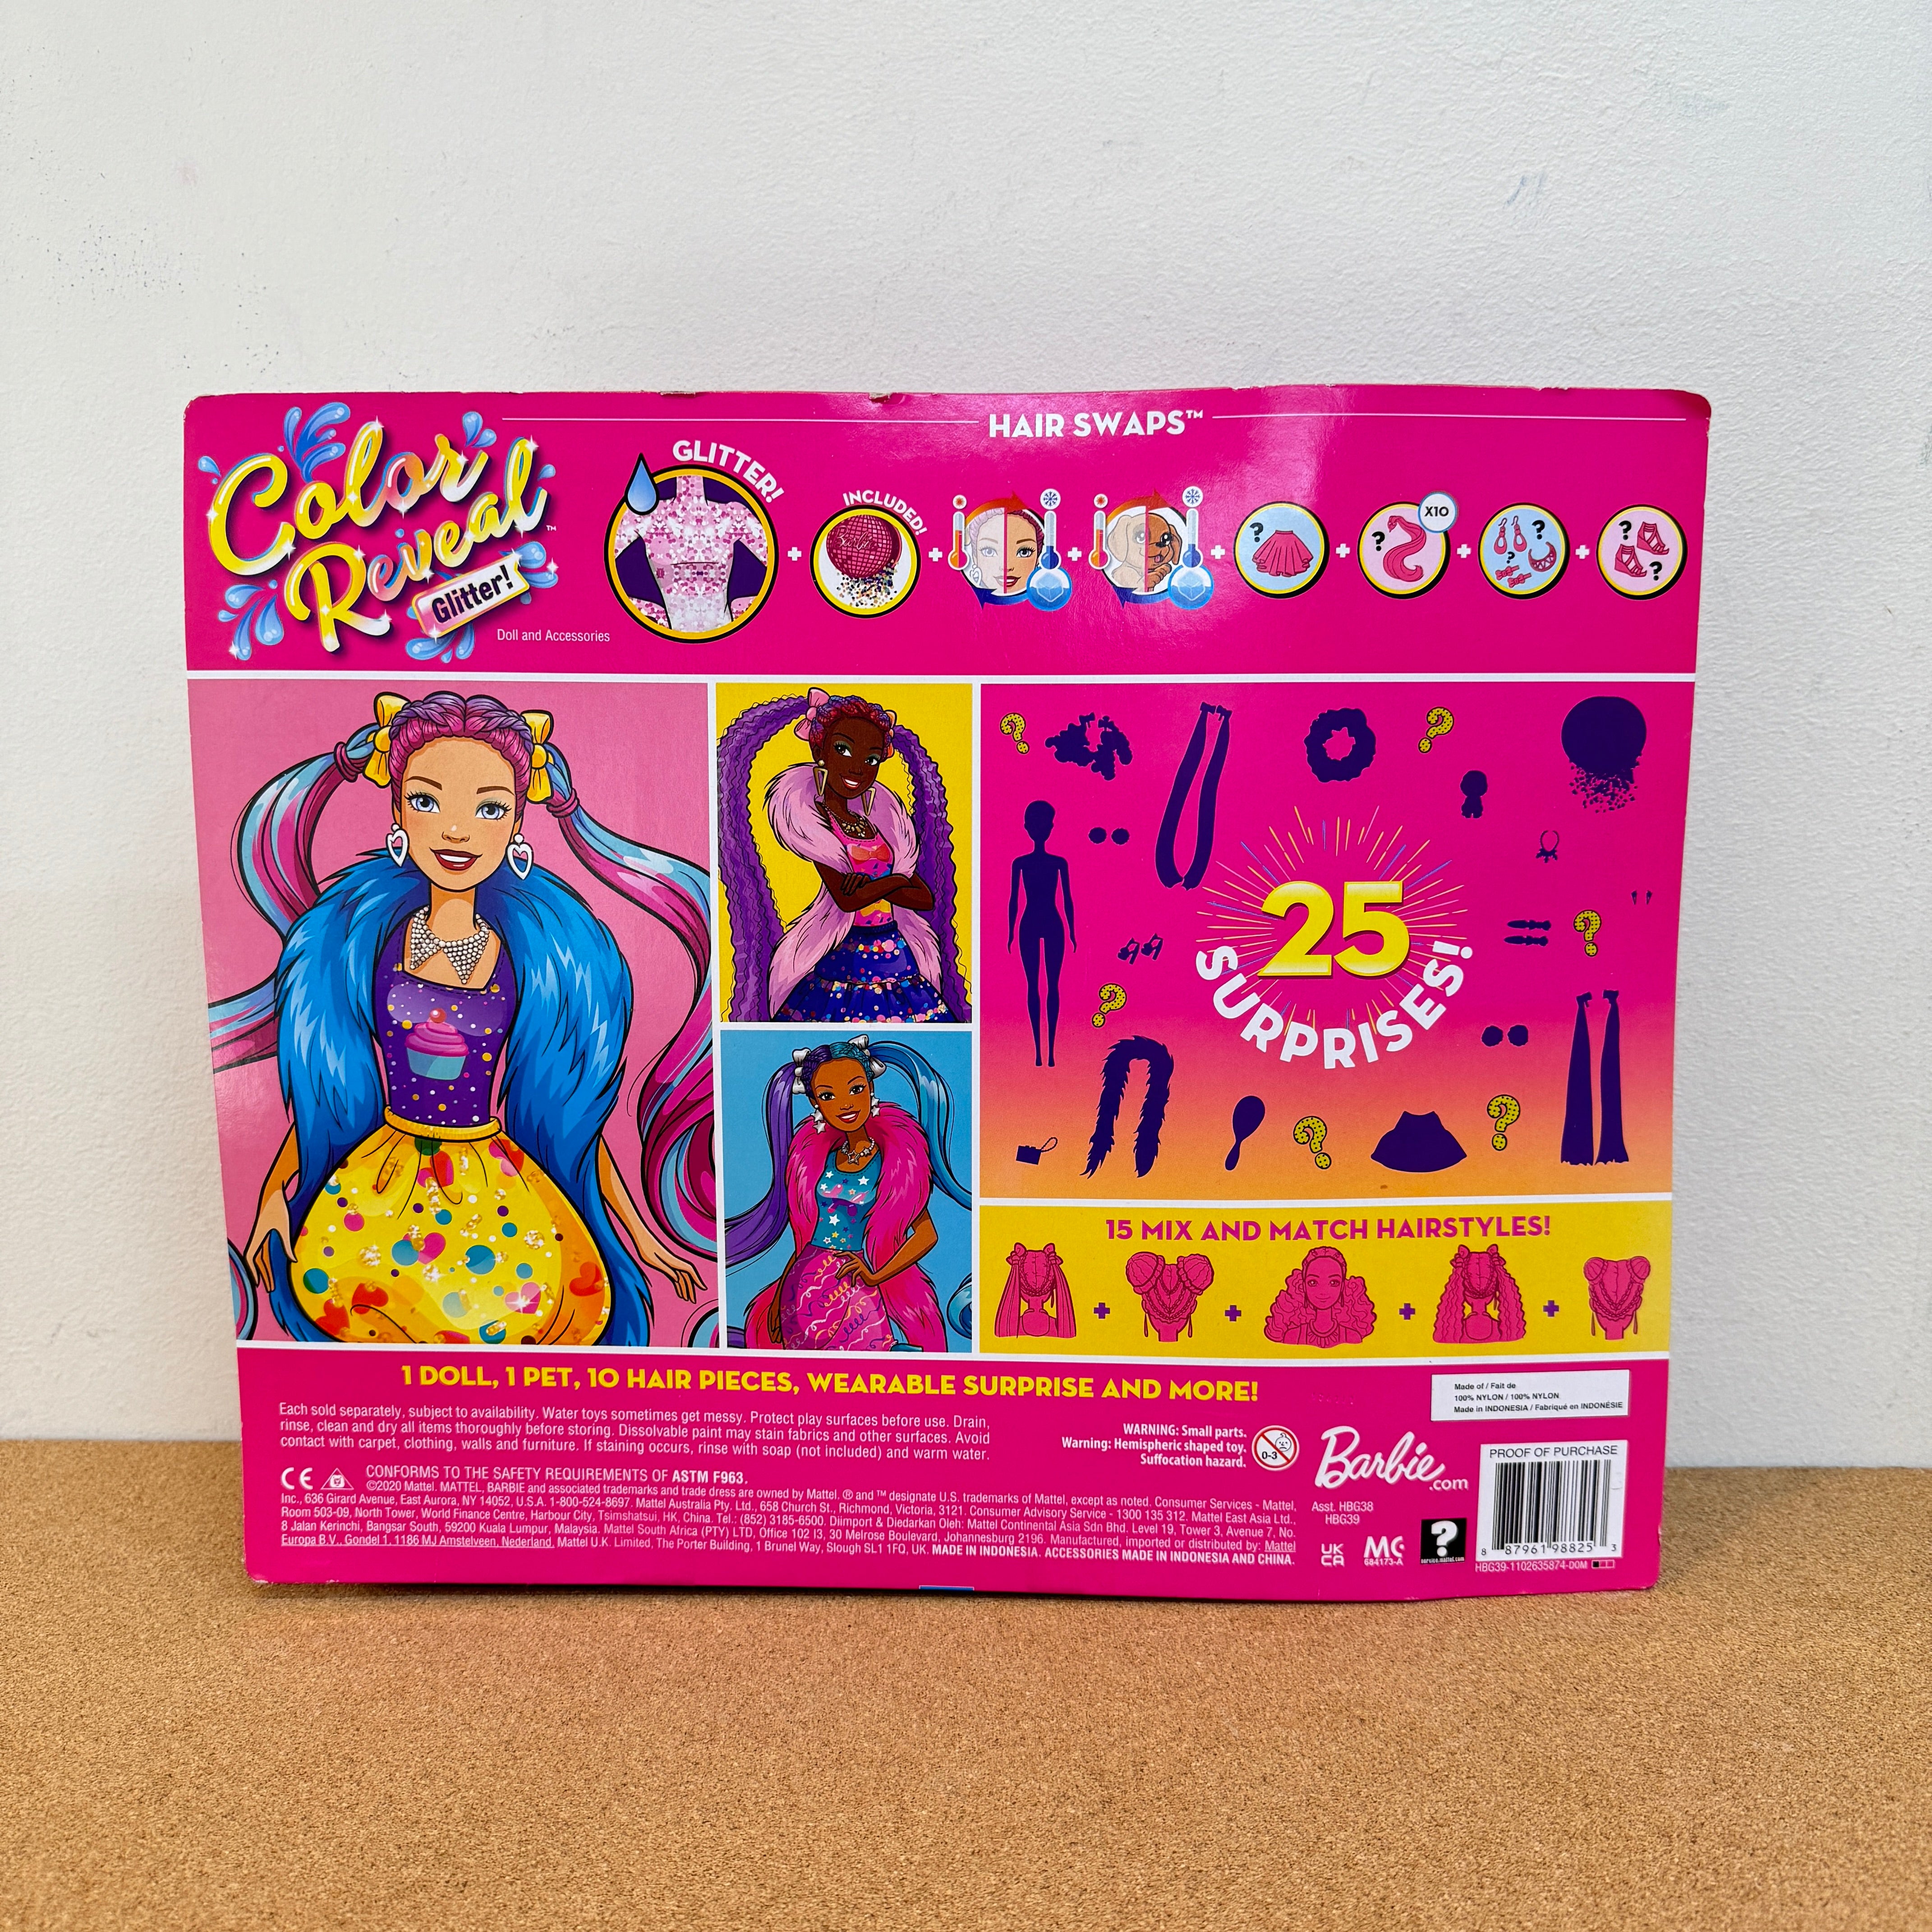 HAIR SWAPS™
Color
Reveal™
Glitter!
Doll and Accessories
GLITTER!
INCLUDED!
Barbie
X10
25
SURPRISES!
15 MIX AND MATCH HAIRSTYLES!
1 DOLL, 1 PET, 10 HAIR PIECES, WEARABLE SURPRISE AND MORE!
Each sold separately, subject to availability. Water toys sometimes get messy. Protect play surfaces before use. Drain,
rinse, clean and dry all items thoroughly before storing. Dissolvable paint may stain fabrics and other surfaces. Avoid
contact with carpet, clothing, walls and furniture. If staining occurs, rinse with soap (not included) and warm water.
CE CONFORMS TO THE SAFETY REQUIREMENTS OF ASTM F963.
©2020 Mattel. MATTEL, BARBIE and associated trademarks and trade dress are owned by Mattel. ® and ™ designate U.S. trademarks of Mattel, except as noted. Consumer Services - Mattel,
Inc., 636 Girard Avenue, East Aurora, NY 14052, U.S.A. 1-800-524-8697. Mattel Australia Pty. Ltd., 658 Church St., Richmond, Victoria, 3121. Consumer Advisory Service - 1300 135 312. Mattel East Asia Ltd.,
Room 503-09, North Tower, World Finance Centre, Harbour City, Tsimshatsui, HK, China. Tel.: (852) 3185-6500. Diimport & Diedarkan Oleh: Mattel Continental Asia Sdn Bhd. Level 19, Tower 3, Avenue 7, No.
8 Jalan Kerinchi, Bangsar South, 59200 Kuala Lumpur, Malaysia. Mattel South Africa (PTY) LTD, Office 102 I3, 30 Melrose Boulevard, Johannesburg 2196. Manufactured, imported or distributed by: Mattel
Europa B.V., Gondel 1, 1186 MJ Amstelveen, Nederland. Mattel U.K. Limited, The Porter Building, 1 Brunel Way, Slough SL1 1FQ, UK. MADE IN INDONESIA. ACCESSORIES MADE IN INDONESIA AND CHINA.
WARNING: Small parts.
Warning: Hemispheric shaped toy.
Suffocation hazard.
0-3
Made of / Fait de
100% NYLON / 100% NYLON
Made in INDONESIA / Fabriqué en INDONÉSIE
Barbie.com
Asst. HBG38
HBG39
UK
CA
MC
684173-A
service.mattel.com
PROOF OF PURCHASE
8 87961 98825 3
HBG39-1102635874-DOM